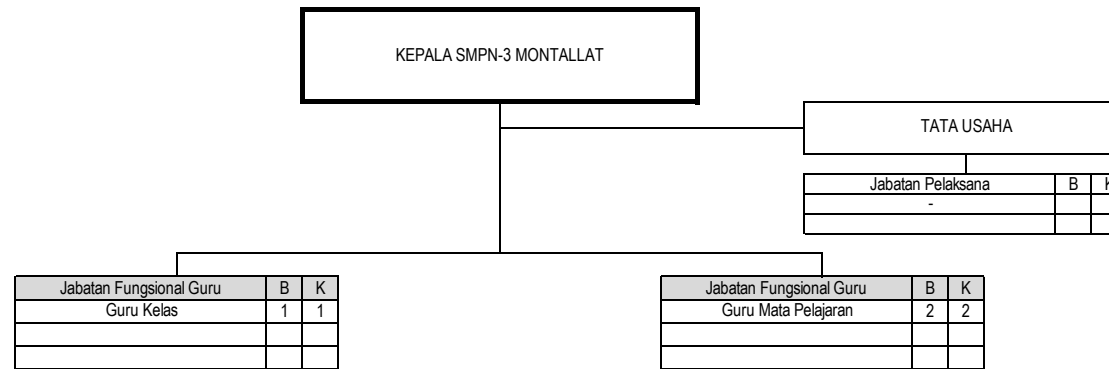 KEPALA SMPN-3 MONTALLAT
TATA USAHA
Jabatan Pelaksana B K
-
Jabatan Fungsional Guru B K
Guru Kelas 1 1
Jabatan Fungsional Guru B K
Guru Mata Pelajaran 2 2